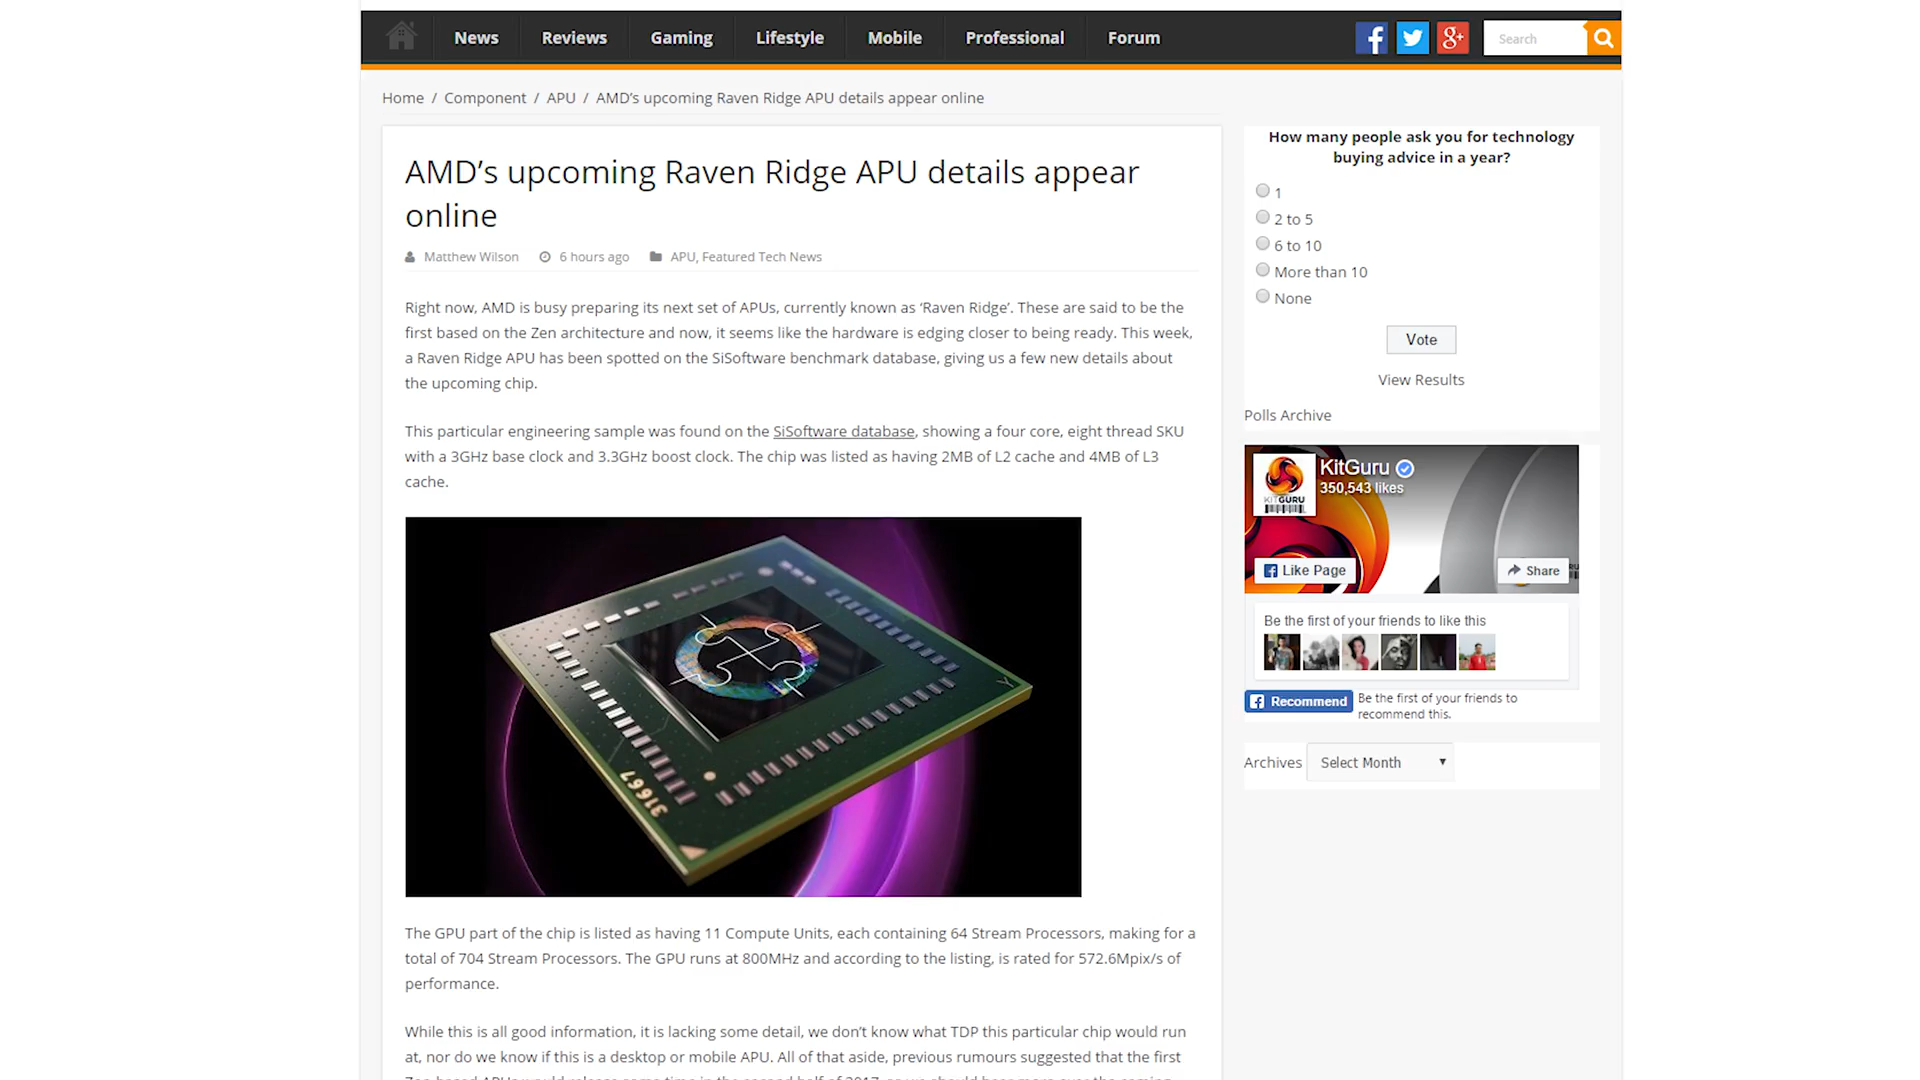 News Reviews Gaming Lifestyle Mobile Professional Forum
Search
Home / Component / APU / AMD’s upcoming Raven Ridge APU details appear online
AMD’s upcoming Raven Ridge APU details appear
online
Matthew Wilson 6 hours ago APU, Featured Tech News
Right now, AMD is busy preparing its next set of APUs, currently known as ‘Raven Ridge’. These are said to be the
first based on the Zen architecture and now, it seems like the hardware is edging closer to being ready. This week,
a Raven Ridge APU has been spotted on the SiSoftware benchmark database, giving us a few new details about
the upcoming chip.
This particular engineering sample was found on the SiSoftware database, showing a four core, eight thread SKU
with a 3GHz base clock and 3.3GHz boost clock. The chip was listed as having 2MB of L2 cache and 4MB of L3
cache.
31667
The GPU part of the chip is listed as having 11 Compute Units, each containing 64 Stream Processors, making for a
total of 704 Stream Processors. The GPU runs at 800MHz and according to the listing, is rated for 572.6Mpix/s of
performance.
While this is all good information, it is lacking some detail, we don’t know what TDP this particular chip would run
at, nor do we know if this is a desktop or mobile APU. All of that aside, previous rumours suggested that the first
How many people ask you for technology
buying advice in a year?
1
2 to 5
6 to 10
More than 10
None
Vote
View Results
Polls Archive
KitGuru
350,543 likes
KITGURU
Like Page
Share
Be the first of your friends to like this
Recommend
Be the first of your friends to
recommend this.
Archives Select Month